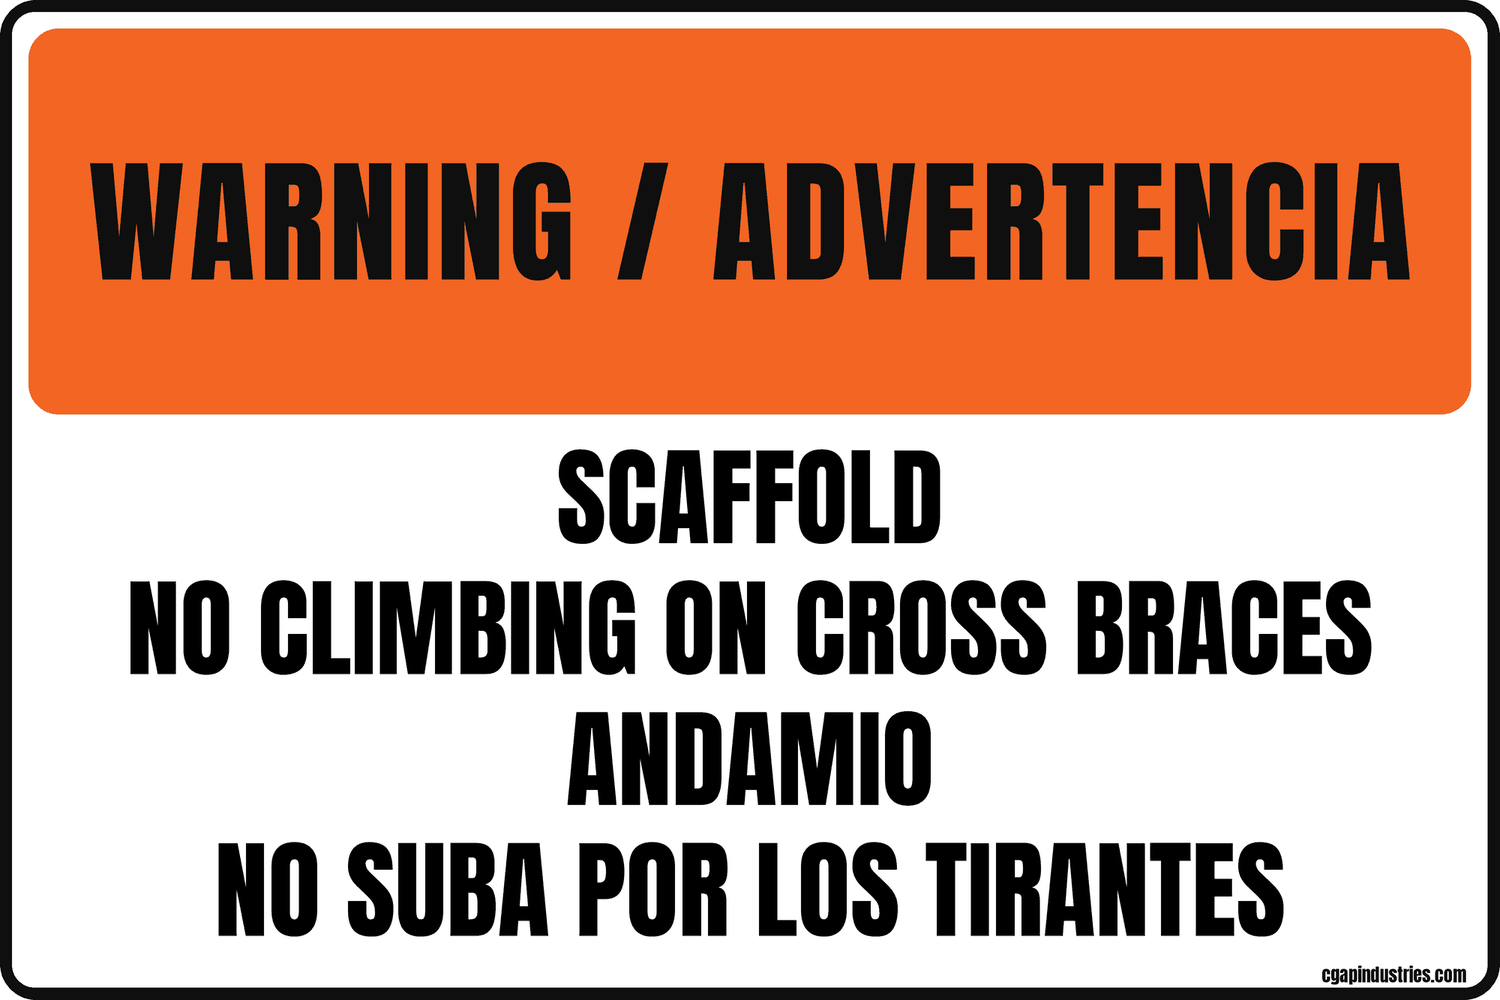 WARNING / ADVERTENCIA
SCAFFOLD
NO CLIMBING ON CROSS BRACES
ANDAMIO
NO SUBA POR LOS TIRANTES
cgapindustries.com